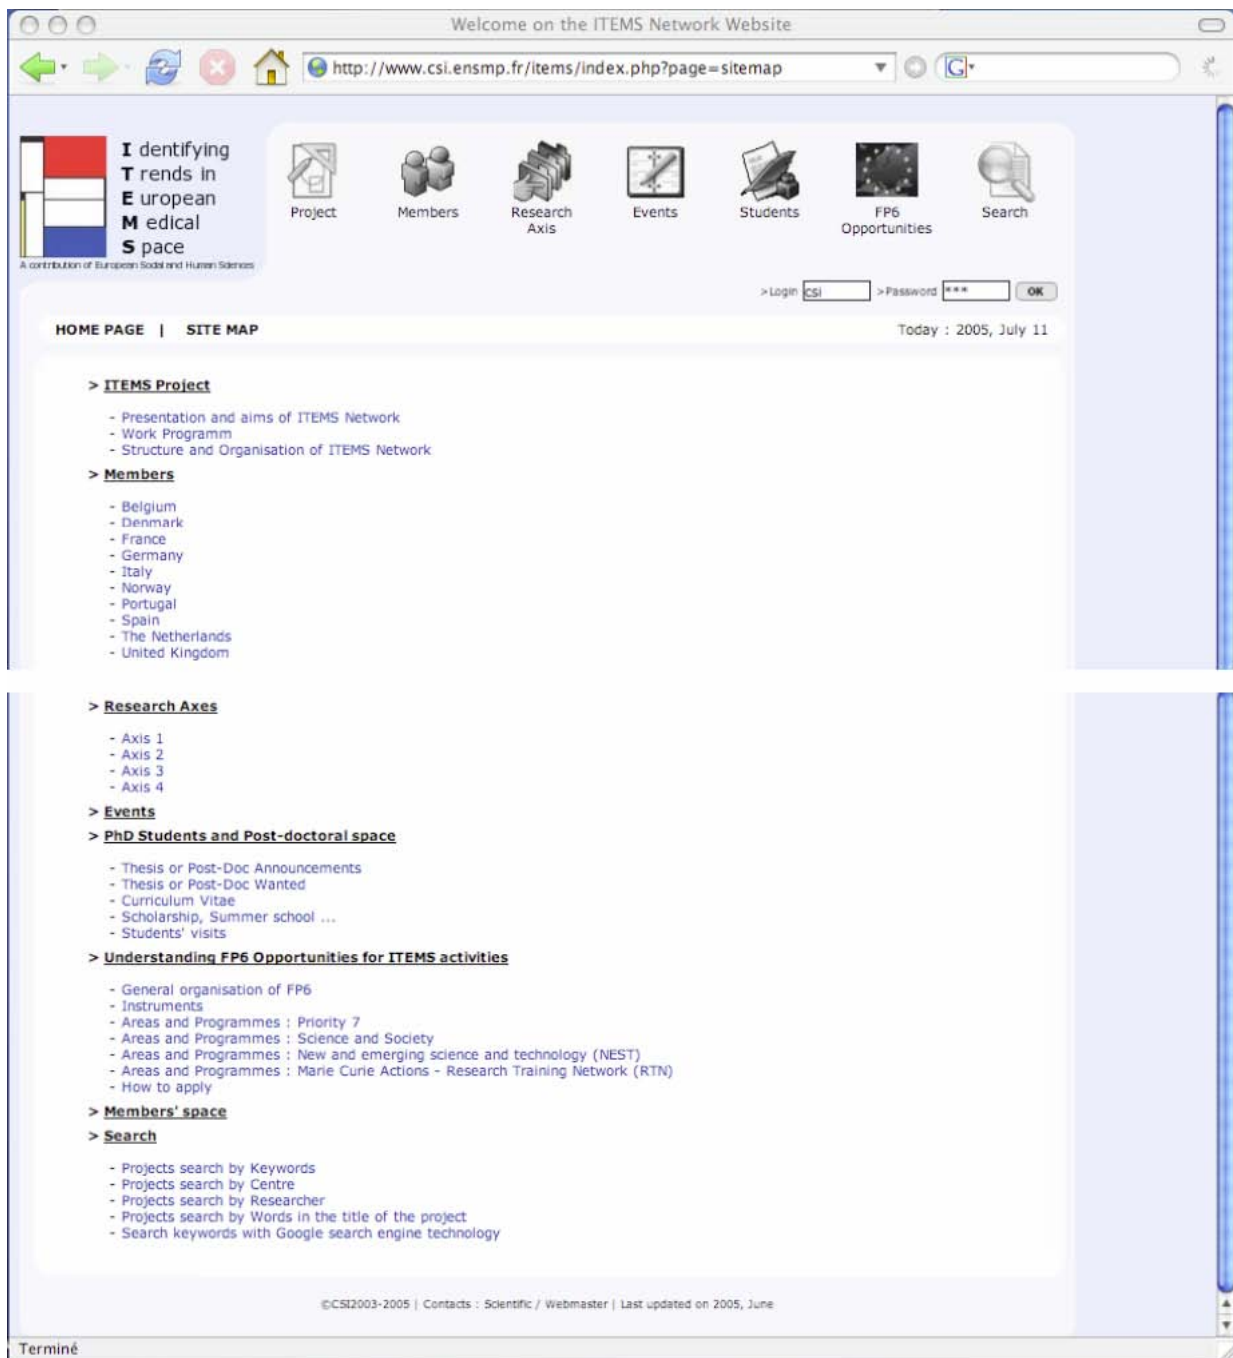 Welcome on the ITEMS Network Website
http://www.csi.ensmp.fr/items/index.php?page=sitemap
G
I dentifying
T rends in
E uropean
M edical
S pace
A contribution of European Social and Human Sciences
Project
Members
Research
Axis
Events
Students
FP6
Opportunities
Search
>Login csi >Password *** OK
HOME PAGE | SITE MAP
Today : 2005, July 11
> ITEMS Project
- Presentation and aims of ITEMS Network
- Work Programm
- Structure and Organisation of ITEMS Network
> Members
- Belgium
- Denmark
- France
- Germany
- Italy
- Norway
- Portugal
- Spain
- The Netherlands
- United Kingdom
> Research Axes
- Axis 1
- Axis 2
- Axis 3
- Axis 4
> Events
> PhD Students and Post-doctoral space
- Thesis or Post-Doc Announcements
- Thesis or Post-Doc Wanted
- Curriculum Vitae
- Scholarship, Summer school ...
- Students' visits
> Understanding FP6 Opportunities for ITEMS activities
- General organisation of FP6
- Instruments
- Areas and Programmes : Priority 7
- Areas and Programmes : Science and Society
- Areas and Programmes : New and emerging science and technology (NEST)
- Areas and Programmes : Marie Curie Actions - Research Training Network (RTN)
- How to apply
> Members' space
> Search
- Projects search by Keywords
- Projects search by Centre
- Projects search by Researcher
- Projects search by Words in the title of the project
- Search keywords with Google search engine technology
©CSI2003-2005 | Contacts : Scientific / Webmaster | Last updated on 2005, June
Terminé